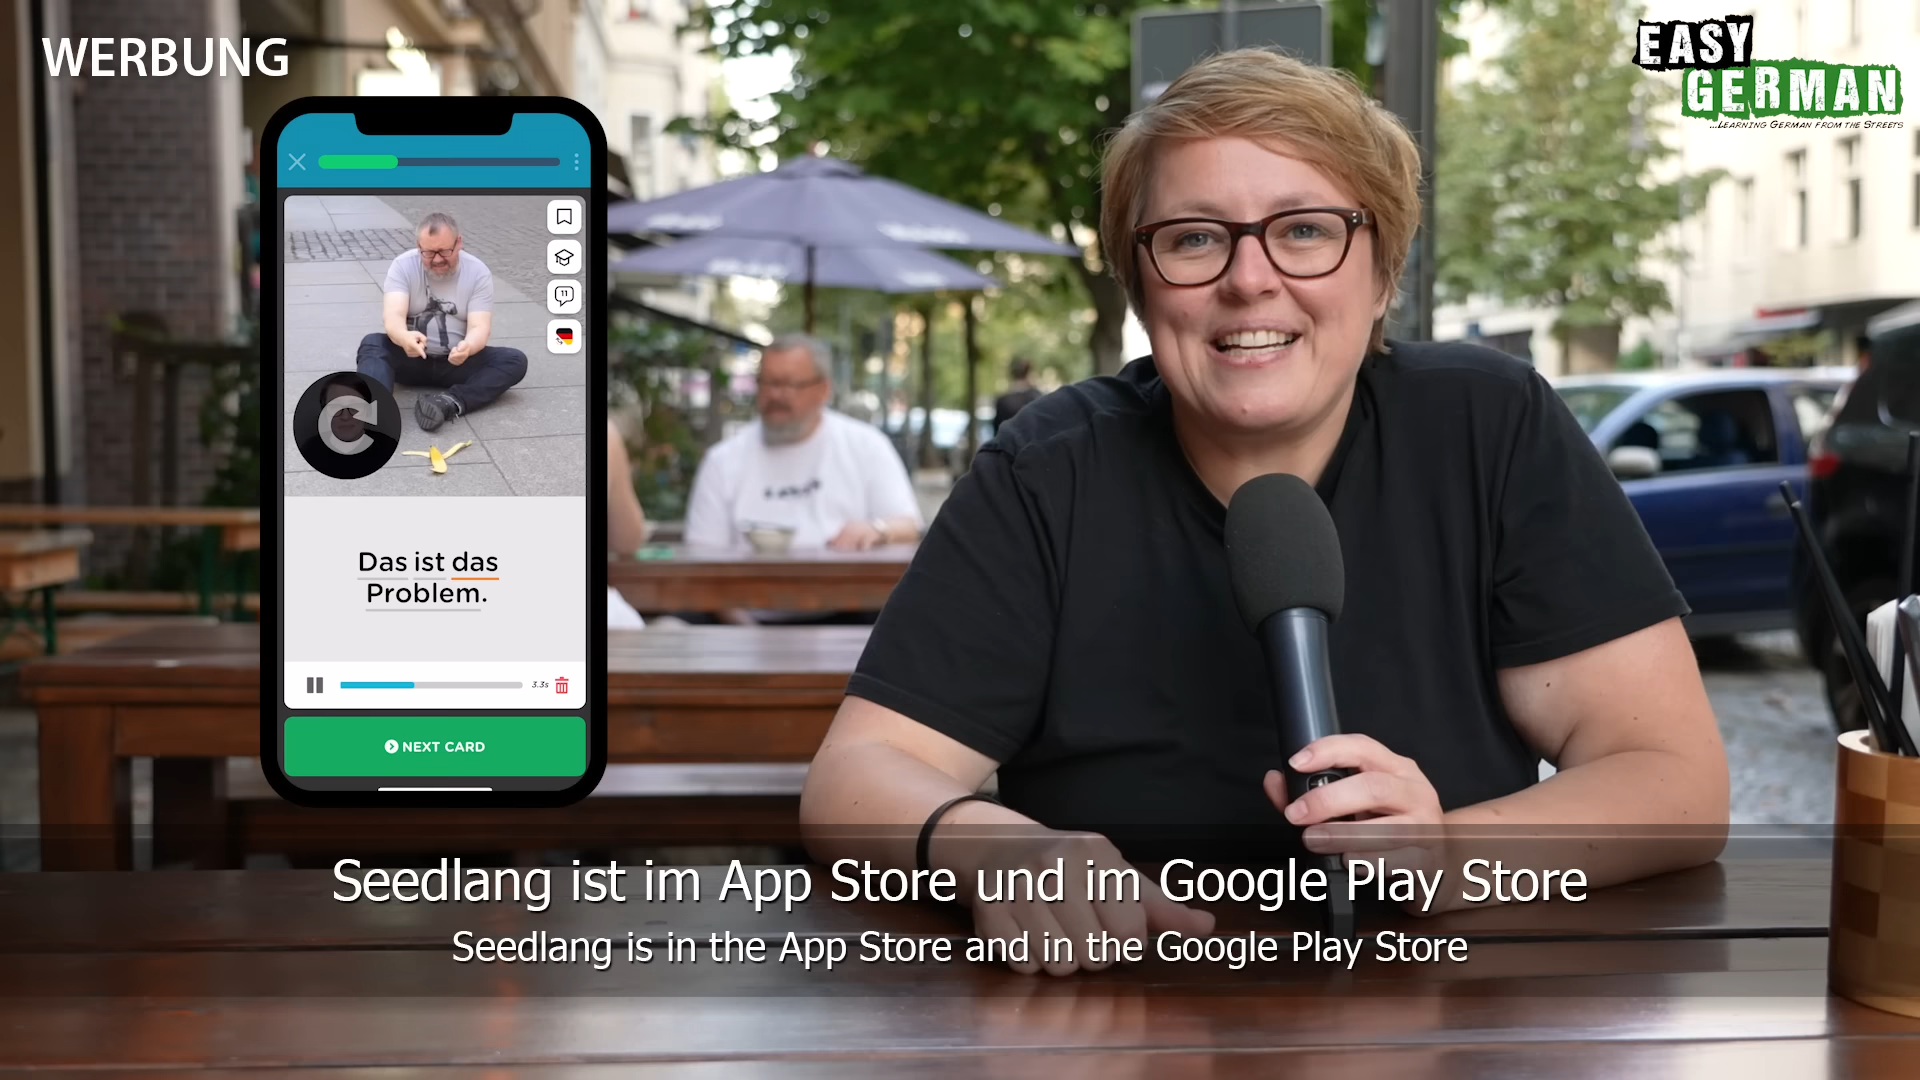 WERBUNG
EASY
GERMAN
...LEARNING GERMAN FROM THE STREETS
11
Das ist das
Problem.
3.3s
NEXT CARD
Seedlang ist im App Store und im Google Play Store
Seedlang is in the App Store and in the Google Play Store